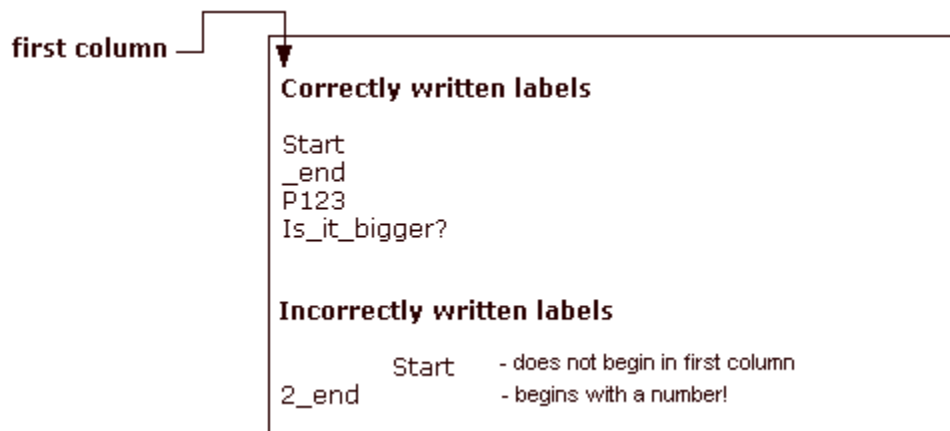 first column
Correctly written labels
Start
_end
P123
Is_it_bigger?
Incorrectly written labels
Start - does not begin in first column
2_end - begins with a number!